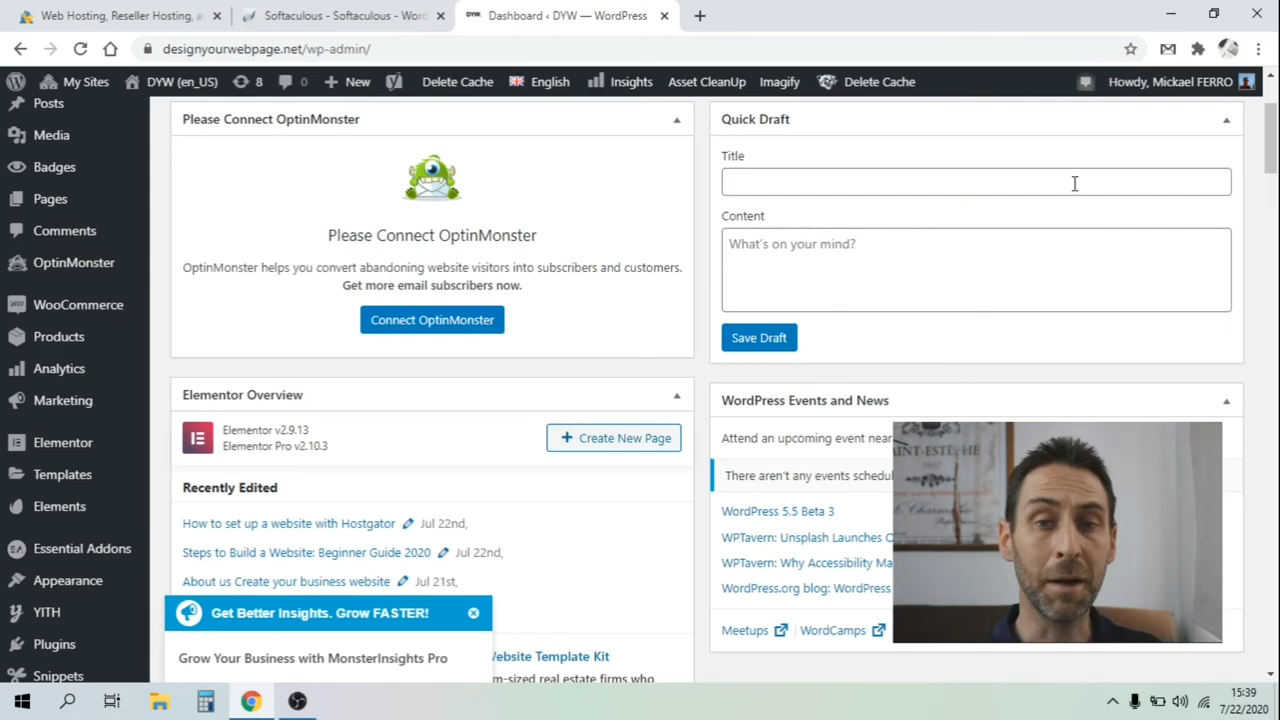 Web Hosting, Reseller Hosting, a
Softaculous - Softaculous - Word
DYW
Dashboard ‹ DYW — WordPress
designyourwebpage.net/wp-admin/
My Sites
DYW (en_US)
8
0
New
Delete Cache
English
Insights
Asset CleanUp
Imagify
Delete Cache
Howdy, Mickael FERRO
Posts
Media
Badges
Pages
Comments
OptinMonster
WooCommerce
Products
Analytics
Marketing
Elementor
Templates
Elements
Essential Addons
Appearance
YITH
Plugins
Snippets
Please Connect OptinMonster
Please Connect OptinMonster
OptinMonster helps you convert abandoning website visitors into subscribers and customers.
Get more email subscribers now.
Connect OptinMonster
Elementor Overview
Elementor v2.9.13
Elementor Pro v2.10.3
Create New Page
Recently Edited
How to set up a website with Hostgator Jul 22nd,
Steps to Build a Website: Beginner Guide 2020 Jul 22nd,
About us Create your business website Jul 21st,
Get Better Insights. Grow FASTER!
Grow Your Business with MonsterInsights Pro
ebsite Template Kit
m-sized real estate firms who
Quick Draft
Title
Content
What's on your mind?
Save Draft
WordPress Events and News
Attend an upcoming event near
There aren't any events schedul
WordPress 5.5 Beta 3
WPTavern: Unsplash Launches O
WPTavern: Why Accessibility Ma
WordPress.org blog: WordPress
Meetups | WordCamps
15:39
7/22/2020